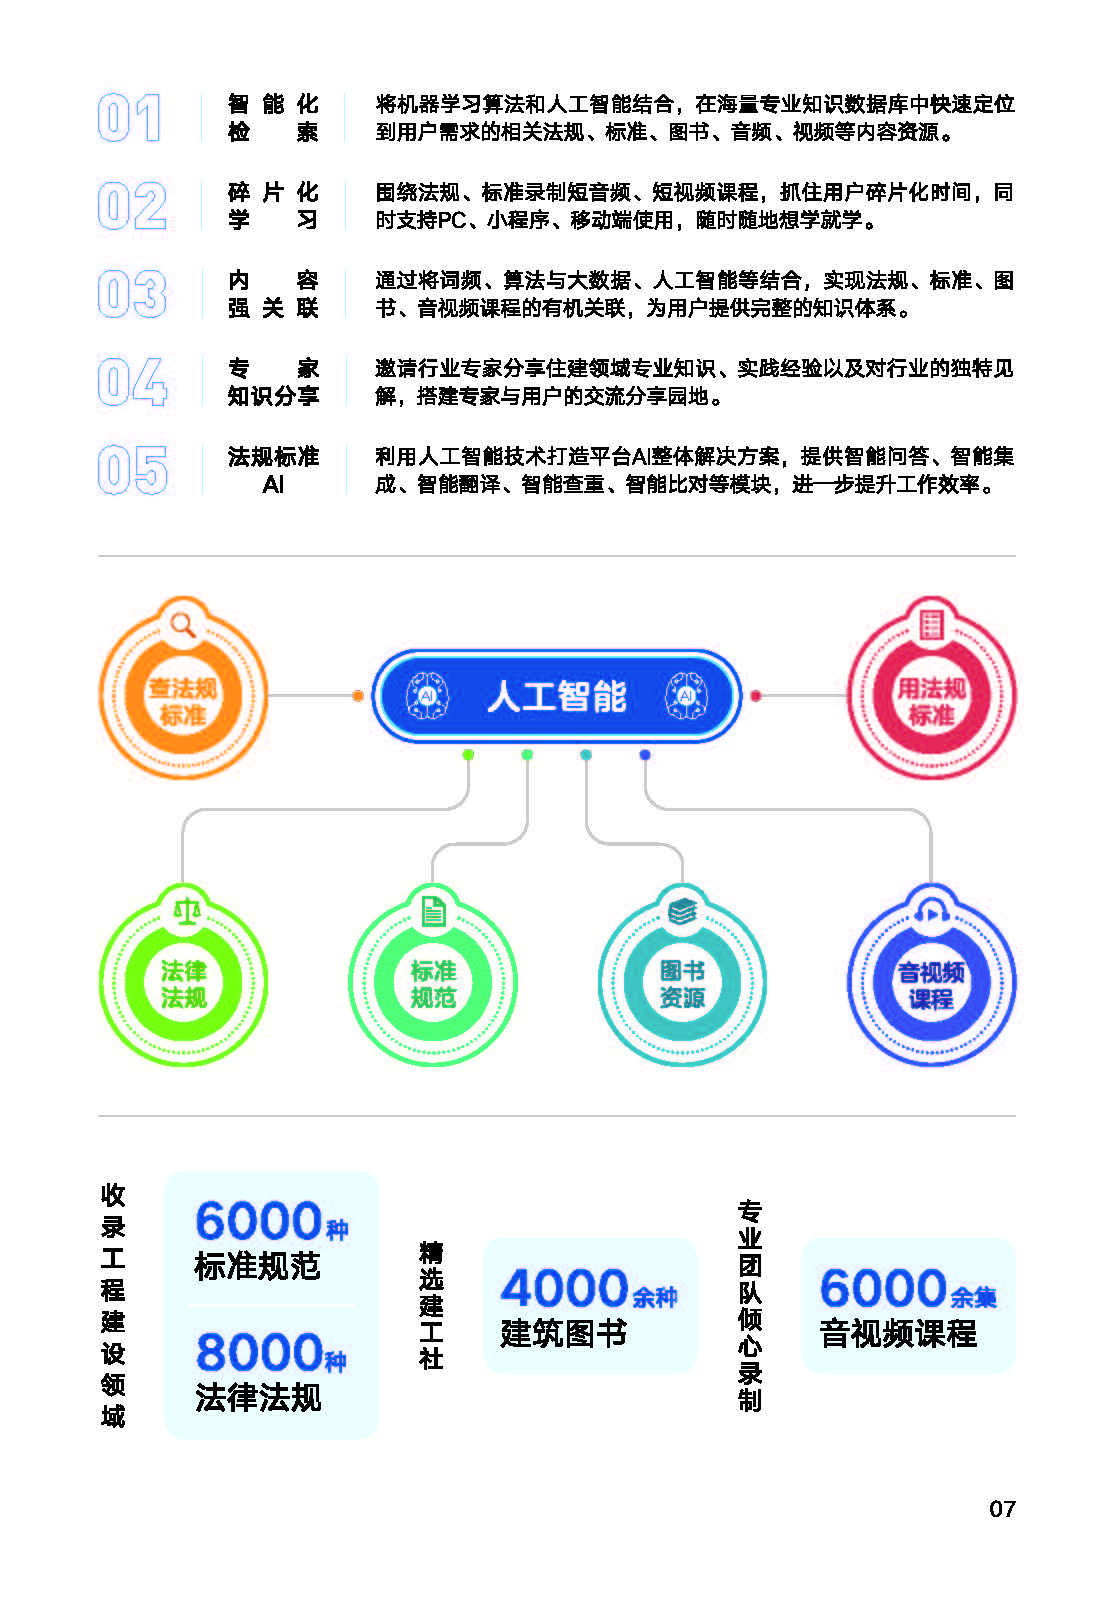 01
智能化
检索
将机器学习算法和人工智能结合，在海量专业知识数据库中快速定位
到用户需求的相关法规、标准、图书、音频、视频等内容资源。
02
碎片化
学习
围绕法规、标准录制短音频、短视频课程，抓住用户碎片化时间，同
时支持PC、小程序、移动端使用，随时随地想学就学。
03
内容
强关联
通过将词频、算法与大数据、人工智能等结合，实现法规、标准、图
书、音视频课程的有机关联，为用户提供完整的知识体系。
04
专家
知识分享
邀请行业专家分享住建领域专业知识、实践经验以及对行业的独特见
解，搭建专家与用户的交流分享园地。
05
法规标准
AI
利用人工智能技术打造平台AI整体解决方案，提供智能问答、智能集
成、智能翻译、智能查重、智能比对等模块，进一步提升工作效率。
查法规
标准
AI
人工智能
AI
用法规
标准
法律
法规
标准
规范
图书
资源
音视频
课程
收录工程建设领域
6000种
标准规范
8000种
法律法规
精选建工社
4000余种
建筑图书
专业团队倾心录制
6000余集
音视频课程
07